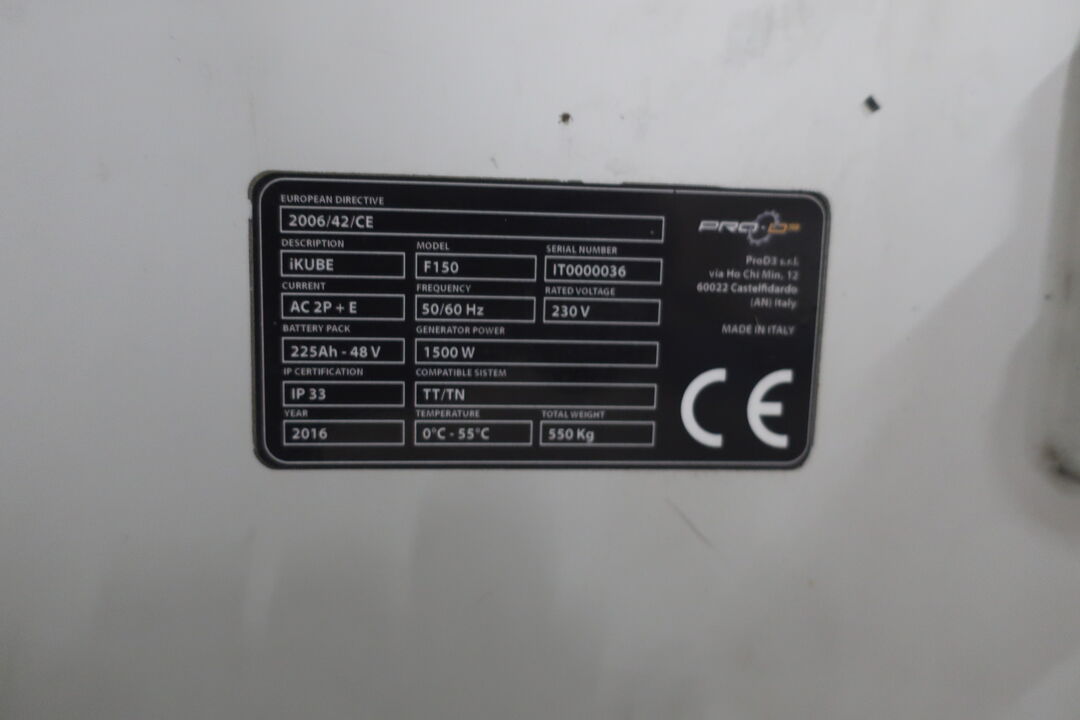 EUROPEAN DIRECTIVE
2006/42/CE
DESCRIPTION MODEL SERIAL NUMBER
iKUBE F150 IT0000036
CURRENT FREQUENCY RATED VOLTAGE
AC 2P + E 50/60 Hz 230 V
BATTERY PACK GENERATOR POWER
225Ah - 48 V 1500 W
IP CERTIFICATION COMPATIBLE SISTEM
IP 33 TT/TN
YEAR TEMPERATURE TOTAL WEIGHT
2016 0°C - 55°C 550 Kg
PRO-D3
ProD3 s.r.l.
via Ho Chi Min, 12
60022 Castelfidardo
(AN) Italy
MADE IN ITALY
CE